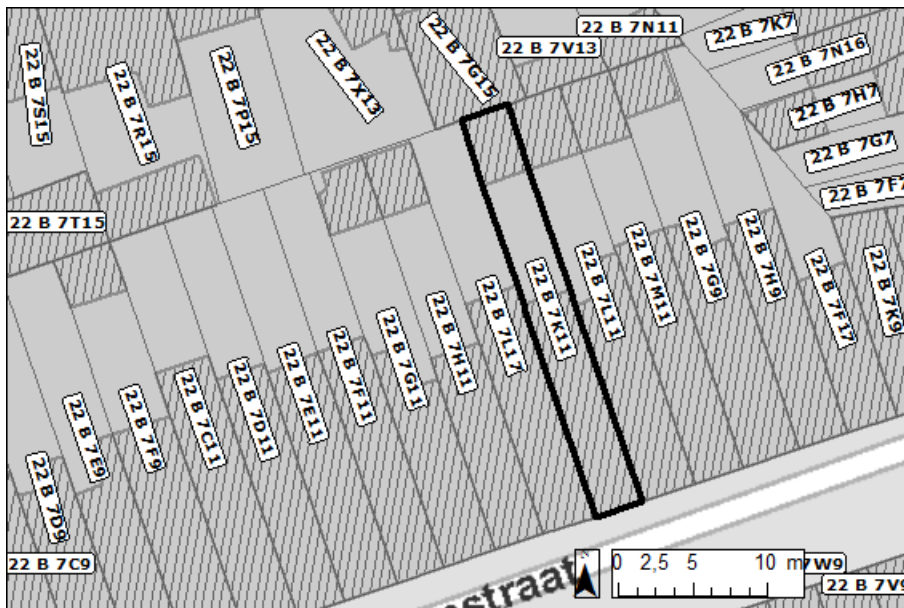 22 B 7N11
22 B 7V13
22 B 7K7
22 B 7N16
22 B 7H7
22 B 7G7
22 B 7F7
22 B 7G15
22 B 7X13
22 B 7P15
22 B 7R15
22 B 7S15
22 B 7T15
22 B 7K9
22 B 7F17
22 B 7H9
22 B 7G9
22 B 7M11
22 B 7L11
22 B 7K11
22 B 7L17
22 B 7H11
22 B 7G11
22 B 7F11
22 B 7E11
22 B 7D11
22 B 7C11
22 B 7F9
22 B 7E9
22 B 7D9
22 B 7C9
N
0 2,5 5 10 m
7W9
22 B 7V9
straat